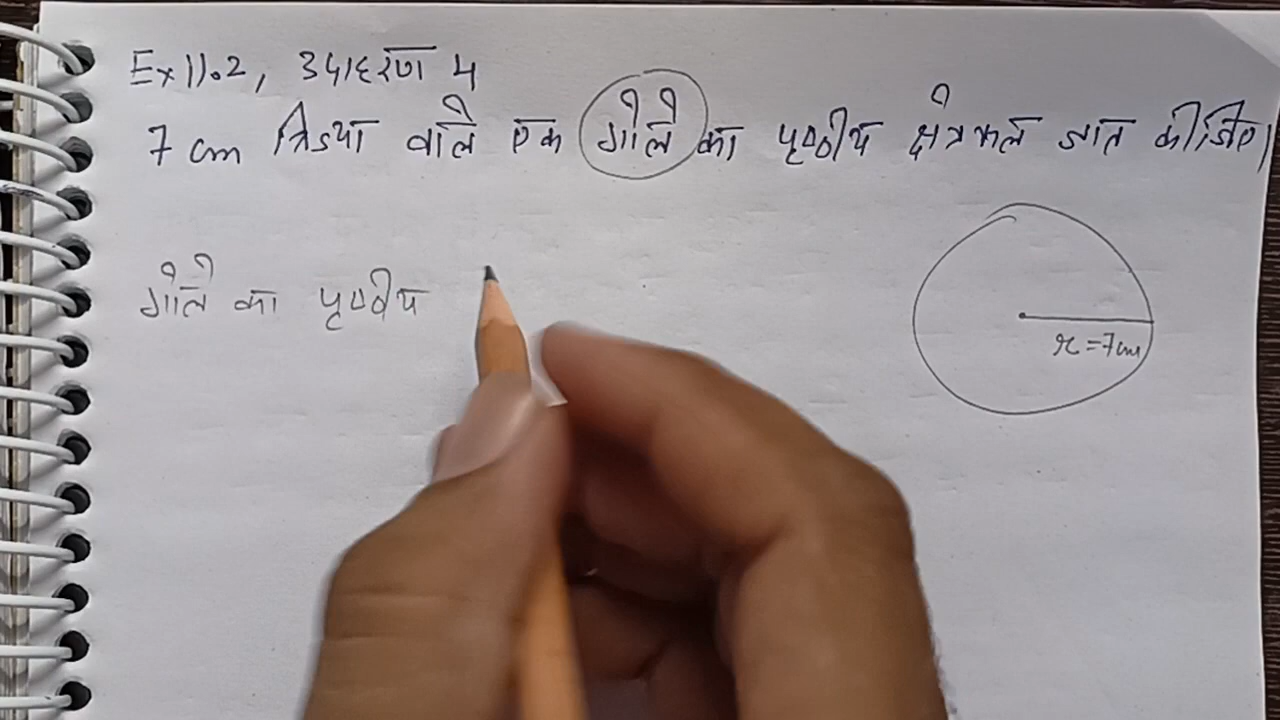 Ex 11.2, उदाहरण 4
7 cm त्रिज्या वाले एक गोले का पृष्ठीय क्षेत्रफल ज्ञात कीजिए।
गोले का पृष्ठीय
r = 7cm